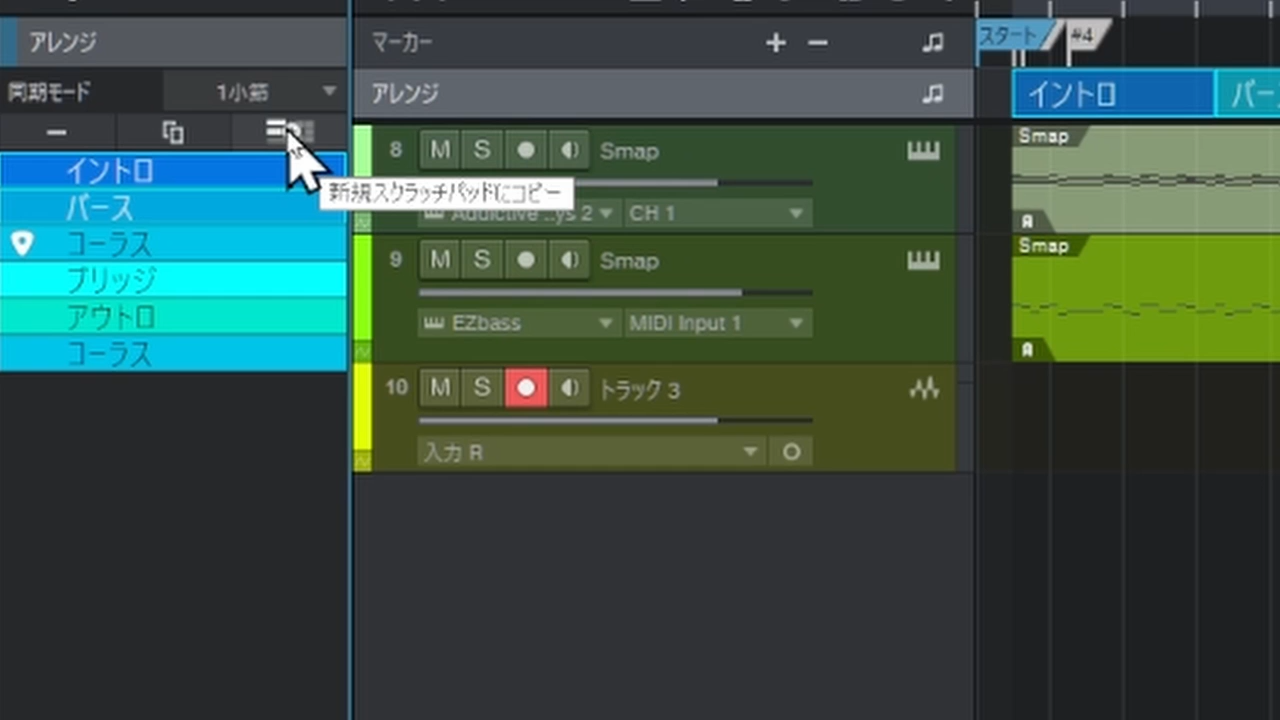 アレンジ
同期モード
1小節
イントロ
バース
コーラス
ブリッジ
アウトロ
コーラス
新規スクラッチパッドにコピー
マーカー
+ −
アレンジ
8 M S Smap
Addictive ..ys 2 CH 1
9 M S Smap
EZbass MIDI Input 1
10 M S トラック 3
入力 R
スタート #4
イントロ
Smap
A
Smap
A